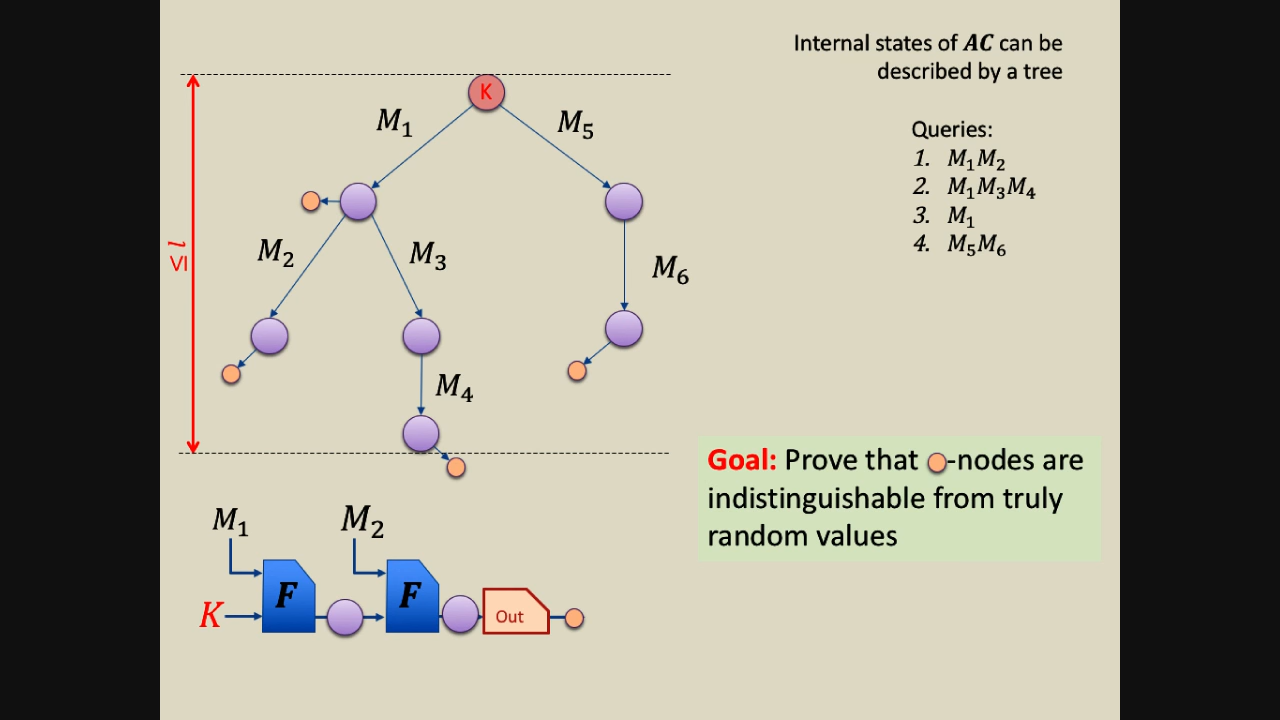 Internal states of AC can be
described by a tree
K
M₁
M₅
Queries:
1. M₁M₂
2. M₁M₃M₄
3. M₁
4. M₅M₆
M₂
M₃
M₆
≤ l
M₄
Goal: Prove that -nodes are
indistinguishable from truly
random values
M₁
M₂
F
F
K
Out